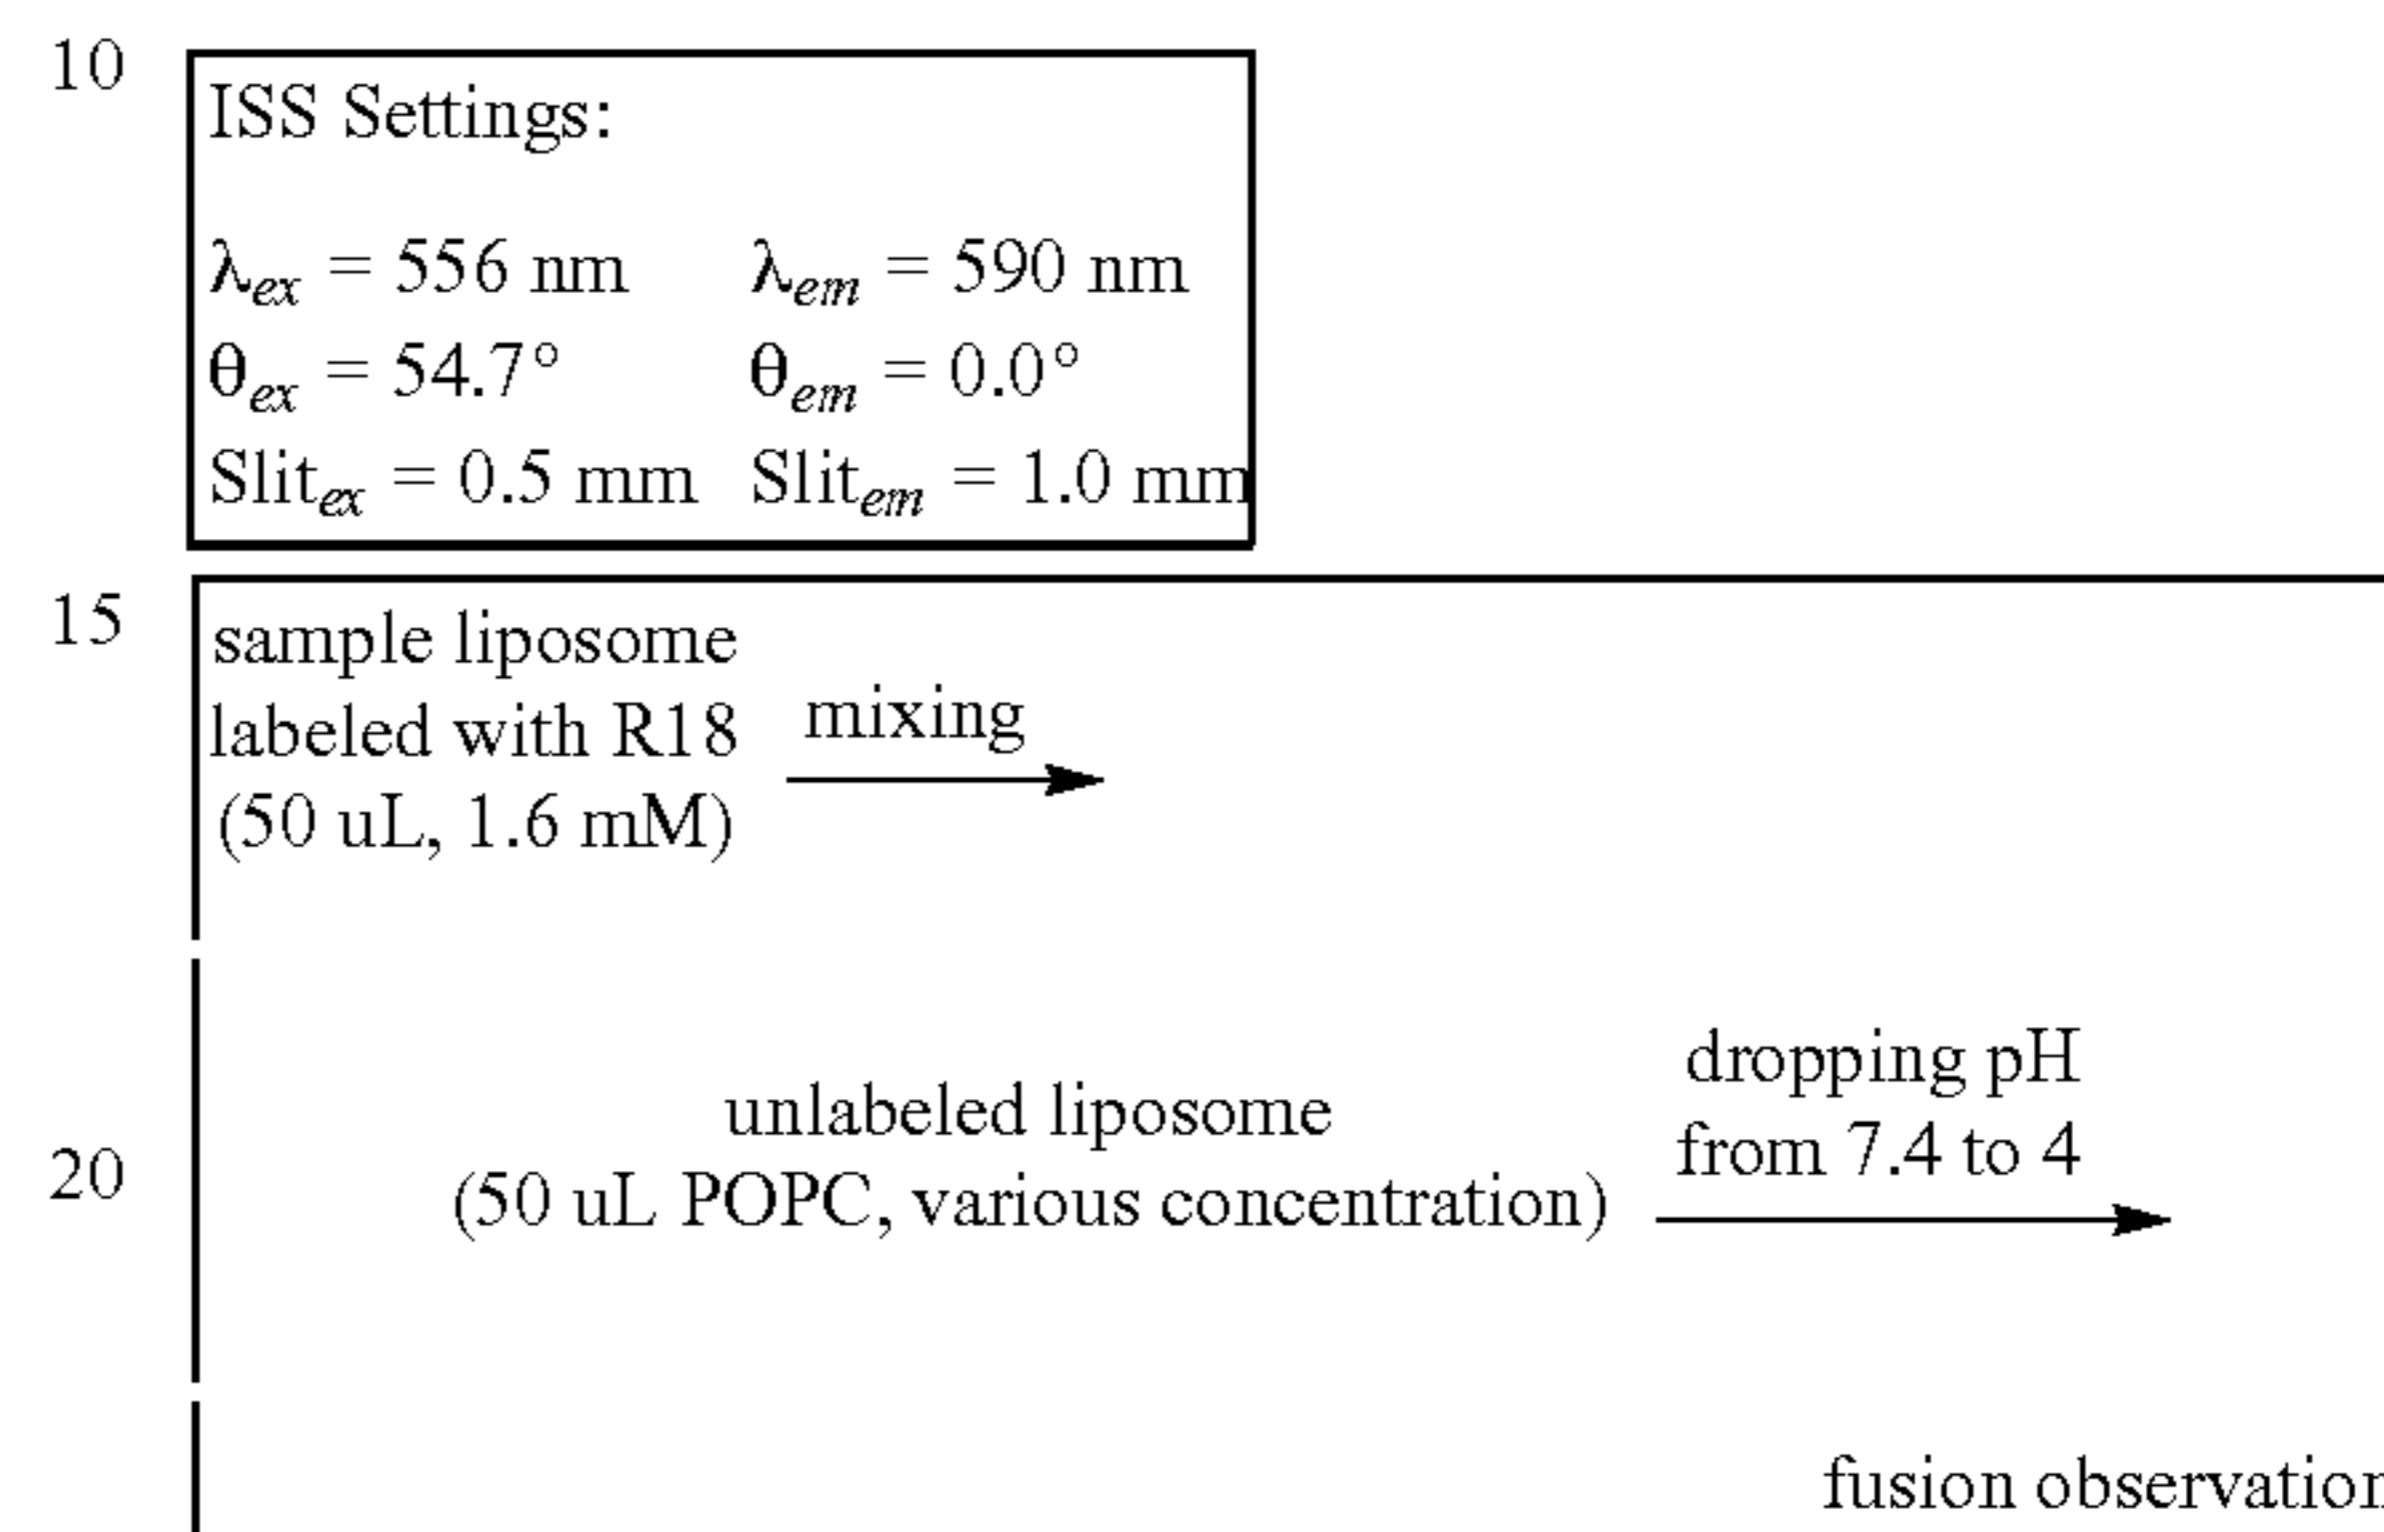 10
ISS Settings:
λex = 556 nm λem = 590 nm
θex = 54.7° θem = 0.0°
Slitex = 0.5 mm Slitem = 1.0 mm
15
sample liposome
labeled with R18
(50 uL, 1.6 mM)
mixing
unlabeled liposome
20
(50 uL POPC, various concentration)
dropping pH
from 7.4 to 4
fusion observation